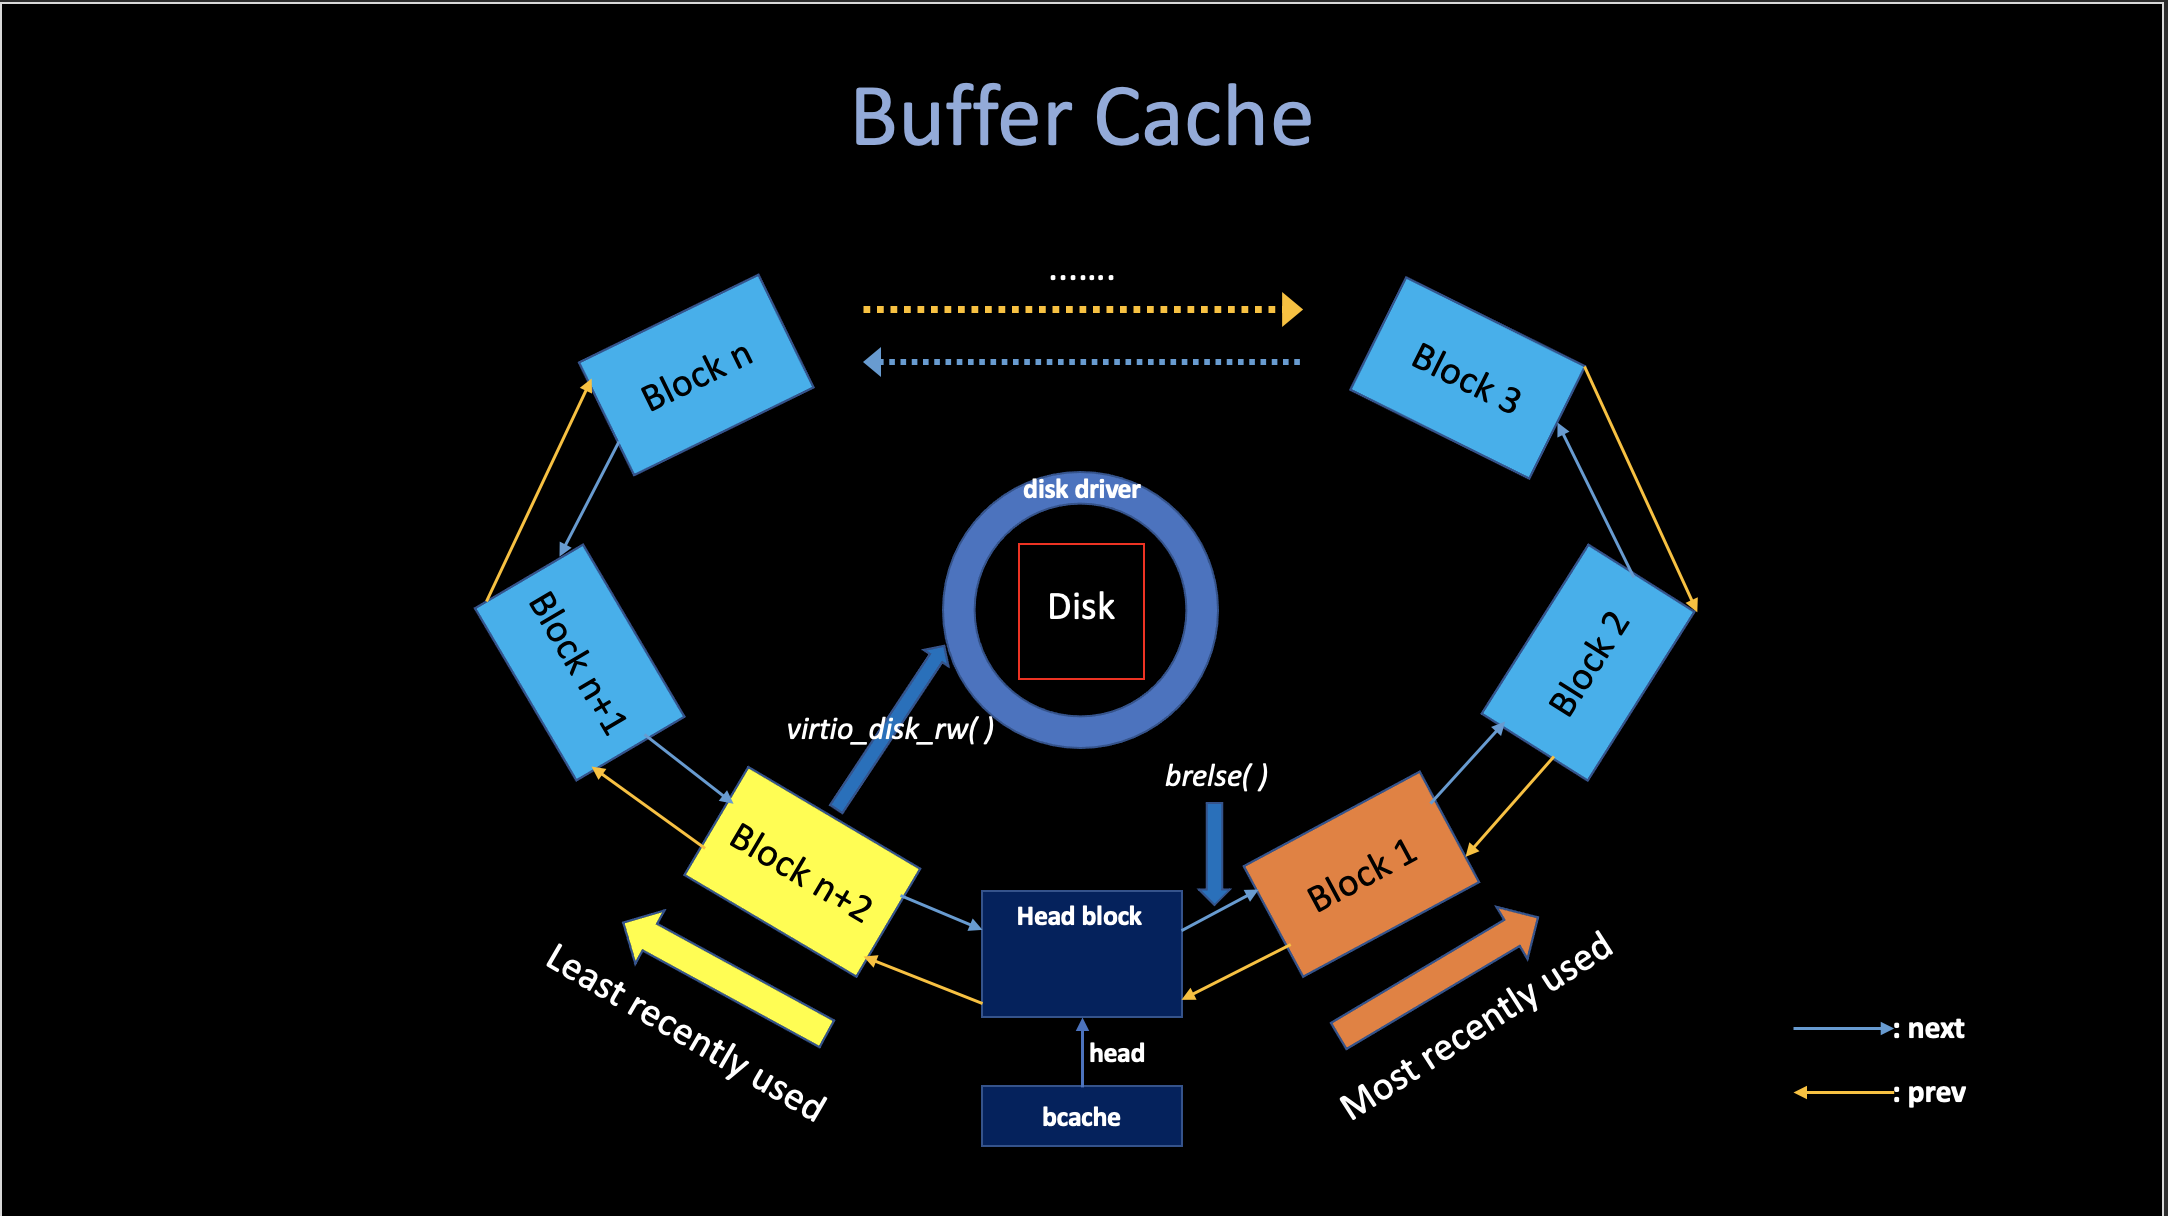 Buffer Cache
.......
Block n
Block 3
disk driver
Disk
Block n+1
Block 2
virtio_disk_rw( )
brelse( )
Block n+2
Block 1
Head block
Least recently used
Most recently used
head
bcache
: next
: prev